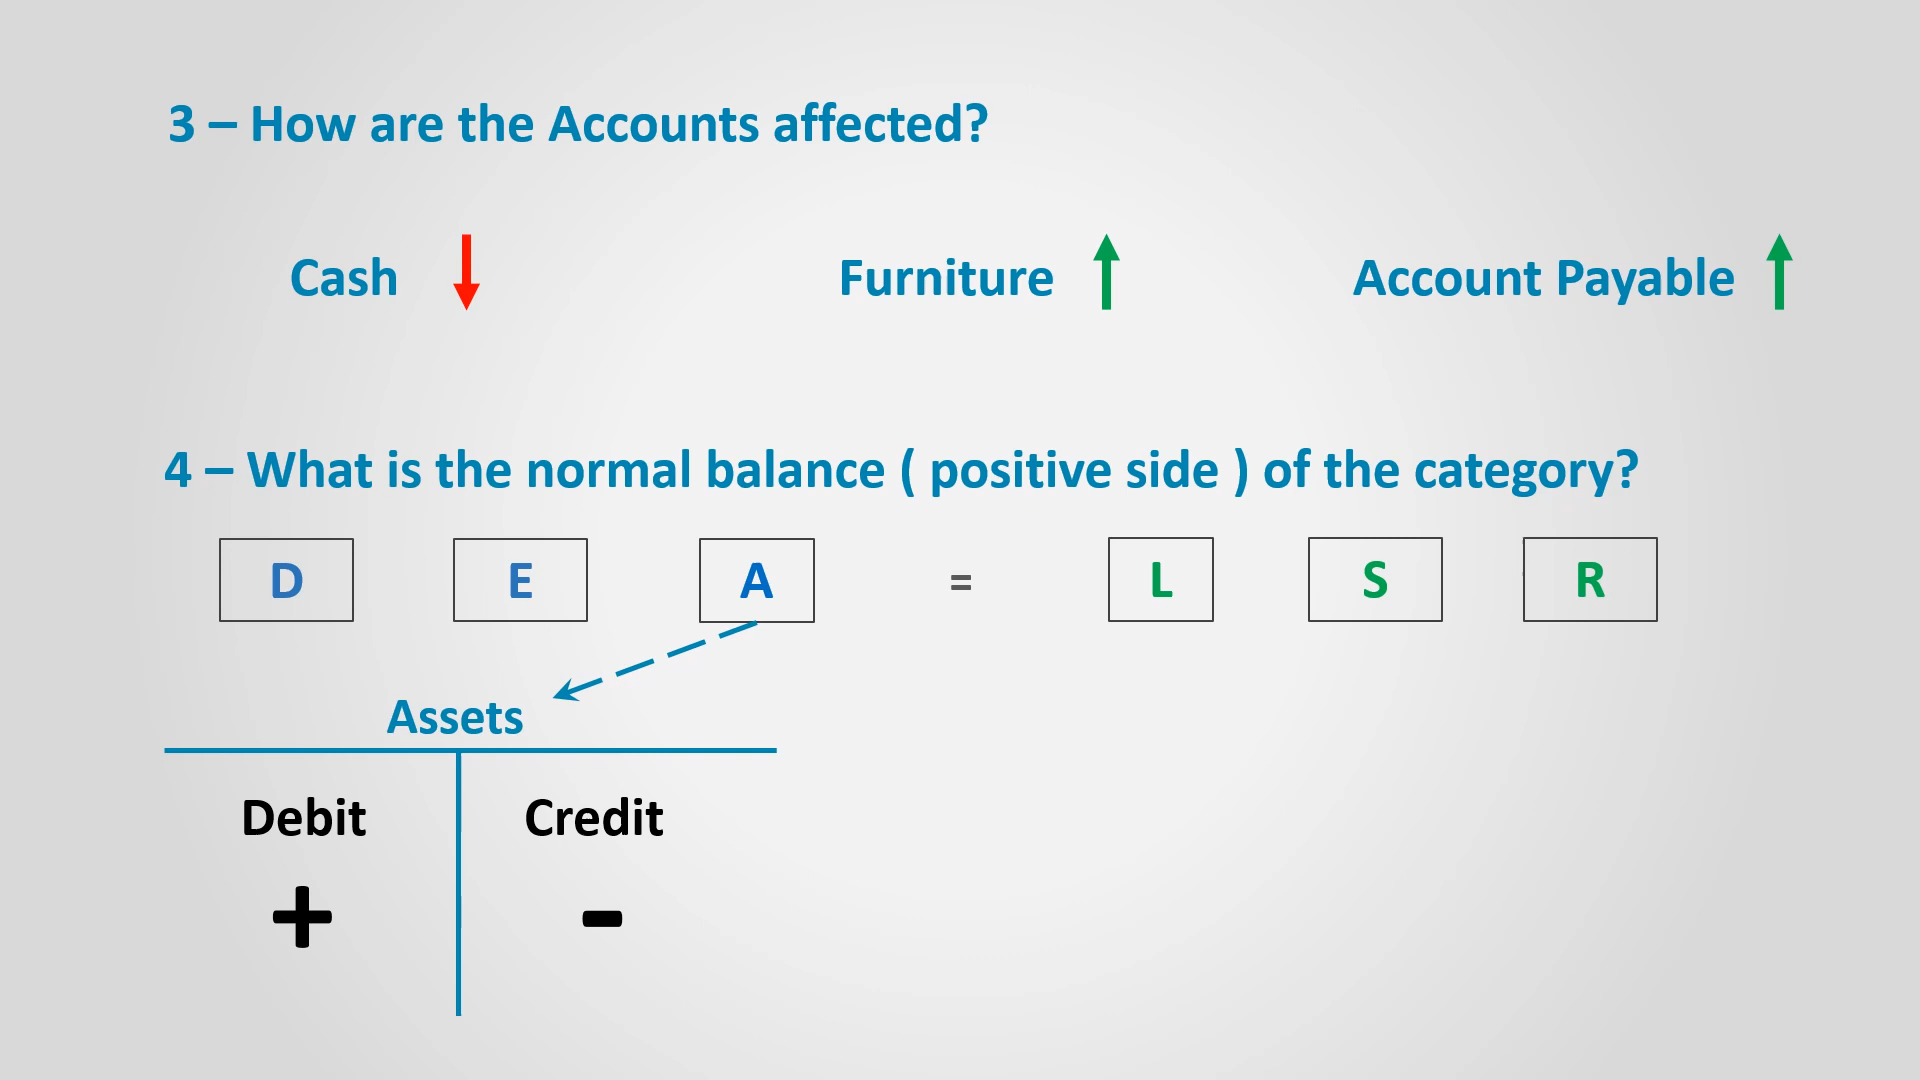 3 – How are the Accounts affected?
Cash Furniture Account Payable
4 – What is the normal balance ( positive side ) of the category?
D E A = L S R
Assets
Debit Credit
+ -